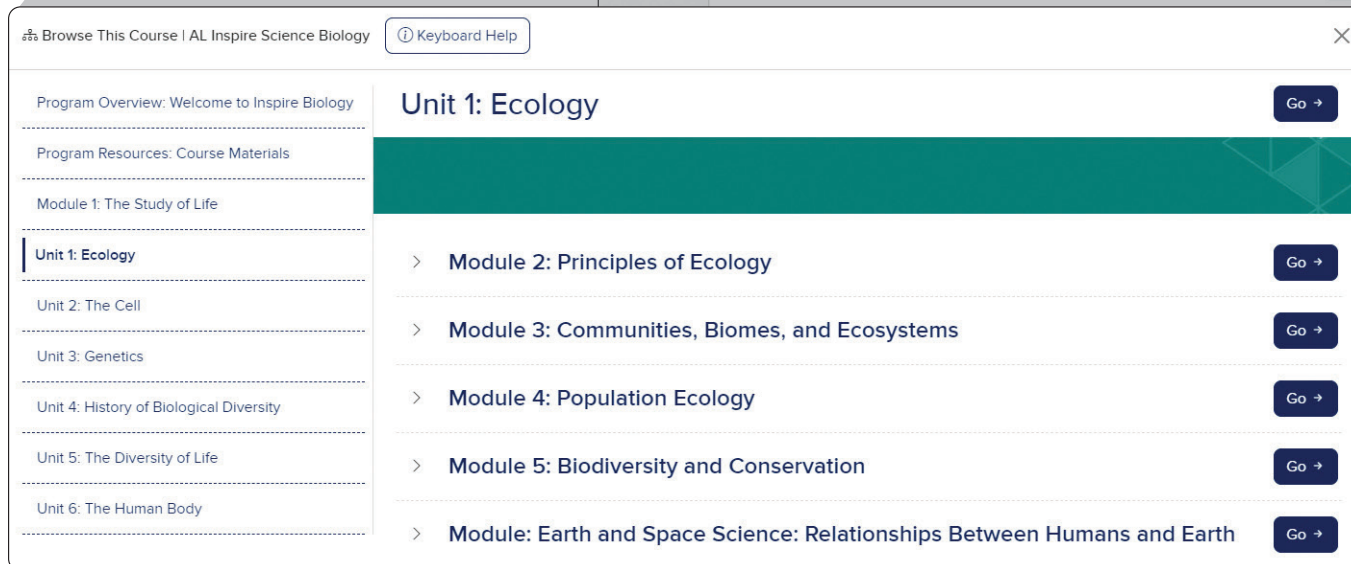 Browse This Course | AL Inspire Science Biology
Keyboard Help
Program Overview: Welcome to Inspire Biology
Program Resources: Course Materials
Module 1: The Study of Life
Unit 1: Ecology
Unit 2: The Cell
Unit 3: Genetics
Unit 4: History of Biological Diversity
Unit 5: The Diversity of Life
Unit 6: The Human Body
Unit 1: Ecology
Go
Module 2: Principles of Ecology
Go
Module 3: Communities, Biomes, and Ecosystems
Go
Module 4: Population Ecology
Go
Module 5: Biodiversity and Conservation
Go
Module: Earth and Space Science: Relationships Between Humans and Earth
Go